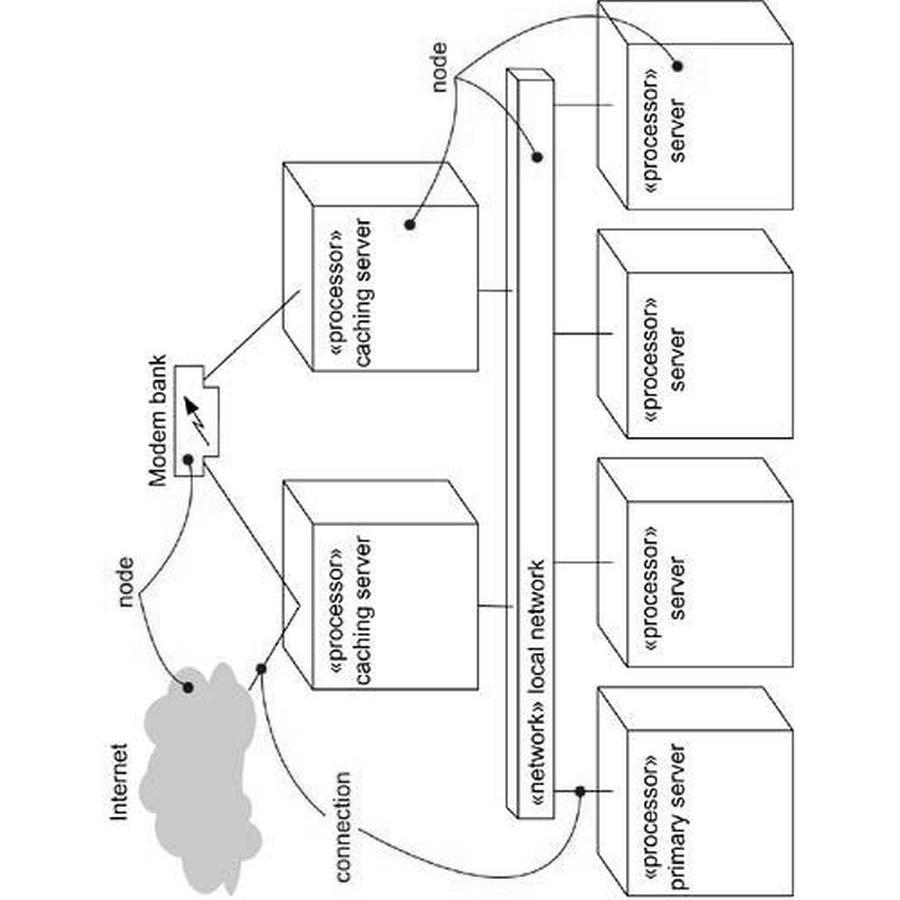 Internet
node
Modem bank
node
connection
«processor»
caching server
«processor»
caching server
«network» local network
«processor»
primary server
«processor»
server
«processor»
server
«processor»
server